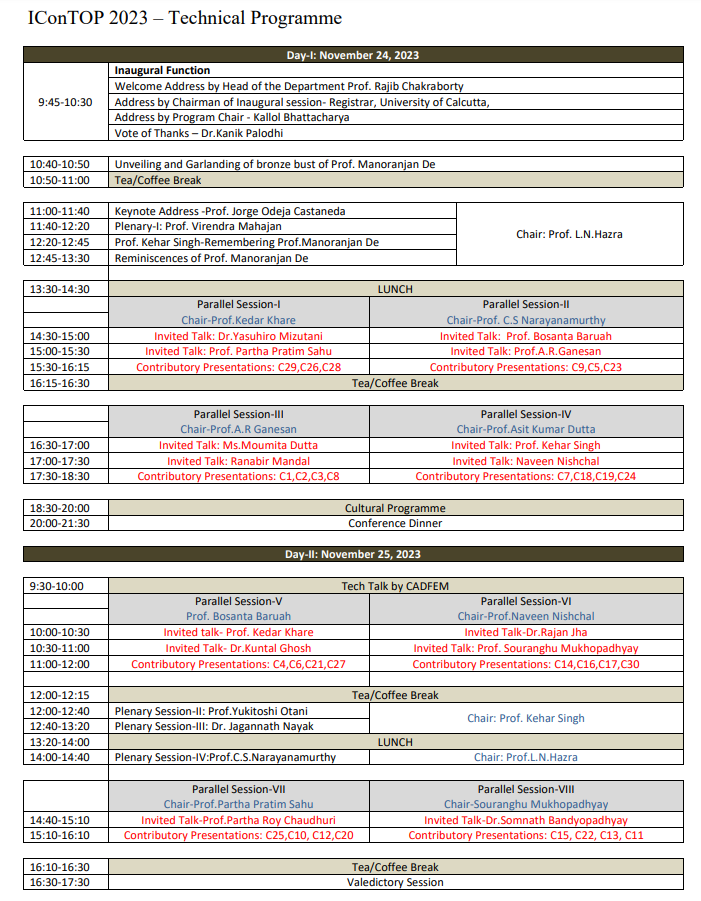 IConTOP 2023 – Technical Programme
Day-I: November 24, 2023
9:45-10:30
Inaugural Function
Welcome Address by Head of the Department Prof. Rajib Chakraborty
Address by Chairman of Inaugural session- Registrar, University of Calcutta,
Address by Program Chair - Kallol Bhattacharya
Vote of Thanks – Dr.Kanik Palodhi
10:40-10:50 Unveiling and Garlanding of bronze bust of Prof. Manoranjan De
10:50-11:00 Tea/Coffee Break
11:00-11:40 Keynote Address -Prof. Jorge Odeja Castaneda
11:40-12:20 Plenary-I: Prof. Virendra Mahajan
12:20-12:45 Prof. Kehar Singh-Remembering Prof.Manoranjan De
12:45-13:30 Reminiscences of Prof. Manoranjan De
Chair: Prof. L.N.Hazra
13:30-14:30 LUNCH
Parallel Session-I Parallel Session-II
Chair-Prof.Kedar Khare Chair-Prof. C.S Narayanamurthy
14:30-15:00 Invited Talk: Dr.Yasuhiro Mizutani Invited Talk: Prof. Bosanta Baruah
15:00-15:30 Invited Talk: Prof. Partha Pratim Sahu Invited Talk: Prof.A.R.Ganesan
15:30-16:15 Contributory Presentations: C29,C26,C28 Contributory Presentations: C9,C5,C23
16:15-16:30 Tea/Coffee Break
Parallel Session-III Parallel Session-IV
Chair-Prof.A.R Ganesan Chair-Prof.Asit Kumar Dutta
16:30-17:00 Invited Talk: Ms.Moumita Dutta Invited Talk: Prof. Kehar Singh
17:00-17:30 Invited Talk: Ranabir Mandal Invited Talk: Naveen Nishchal
17:30-18:30 Contributory Presentations: C1,C2,C3,C8 Contributory Presentations: C7,C18,C19,C24
18:30-20:00 Cultural Programme
20:00-21:30 Conference Dinner
Day-II: November 25, 2023
9:30-10:00 Tech Talk by CADFEM
Parallel Session-V Parallel Session-VI
Prof. Bosanta Baruah Chair-Prof.Naveen Nishchal
10:00-10:30 Invited talk- Prof. Kedar Khare Invited Talk-Dr.Rajan Jha
10:30-11:00 Invited Talk- Dr.Kuntal Ghosh Invited Talk: Prof. Souranghu Mukhopadhyay
11:00-12:00 Contributory Presentations: C4,C6,C21,C27 Contributory Presentations: C14,C16,C17,C30
12:00-12:15 Tea/Coffee Break
12:00-12:40 Plenary Session-II: Prof.Yukitoshi Otani
12:40-13:20 Plenary Session-III: Dr. Jagannath Nayak
Chair: Prof. Kehar Singh
13:20-14:00 LUNCH
14:00-14:40 Plenary Session-IV:Prof.C.S.Narayanamurthy Chair: Prof.L.N.Hazra
Parallel Session-VII Parallel Session-VIII
Chair-Prof.Partha Pratim Sahu Chair-Souranghu Mukhopadhyay
14:40-15:10 Invited Talk-Prof.Partha Roy Chaudhuri Invited Talk-Dr.Somnath Bandyopadhyay
15:10-16:10 Contributory Presentations: C25,C10, C12,C20 Contributory Presentations: C15, C22, C13, C11
16:10-16:30 Tea/Coffee Break
16:30-17:30 Valedictory Session